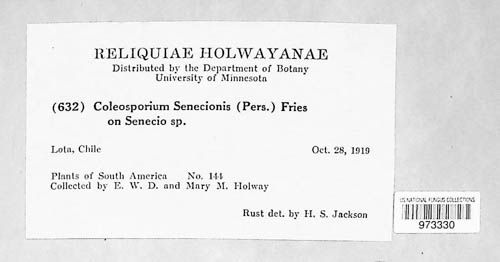 RELIQUIAE HOLWAYANAE
Distributed by the Department of Botany
University of Minnesota
(632) Coleosporium Senecionis (Pers.) Fries
on Senecio sp.
Lota, Chile Oct. 28, 1919
Plants of South America No. 144
Collected by E. W. D. and Mary M. Holway
Rust det. by H. S. Jackson
US NATIONAL FUNGUS COLLECTIONS
973330